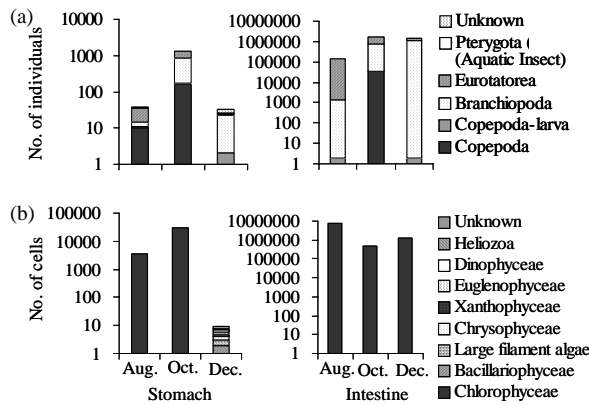 (a)
No. of individuals
10000
1000
100
10
1
10000000
1000000
100000
10000
1000
100
10
1
Unknown
Pterygota (
(Aquatic Insect)
Eurotatorea
Branchiopoda
Copepoda-larva
Copepoda
(b)
No. of cells
100000
10000
1000
100
10
1
Aug. Oct. Dec.
Stomach
10000000
1000000
100000
10000
1000
100
10
1
Aug. Oct. Dec.
Intestine
Unknown
Heliozoa
Dinophyceae
Euglenophyceae
Xanthophyceae
Chrysophyceae
Large filament algae
Bacillariophyceae
Chlorophyceae